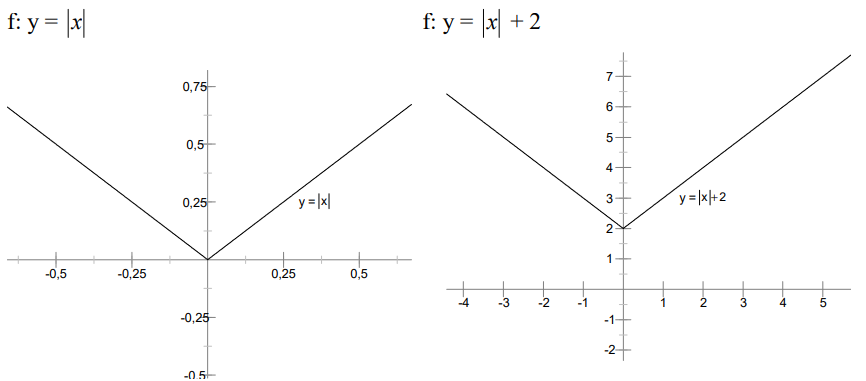 f: y = |x|
f: y = |x| + 2
0,75
0,5
0,25
y = |x|
-0,5 -0,25 0,25 0,5
-0,25
-0,5
7
6
5
4
3
y = |x|+2
2
1
-4 -3 -2 -1 1 2 3 4 5
-1
-2